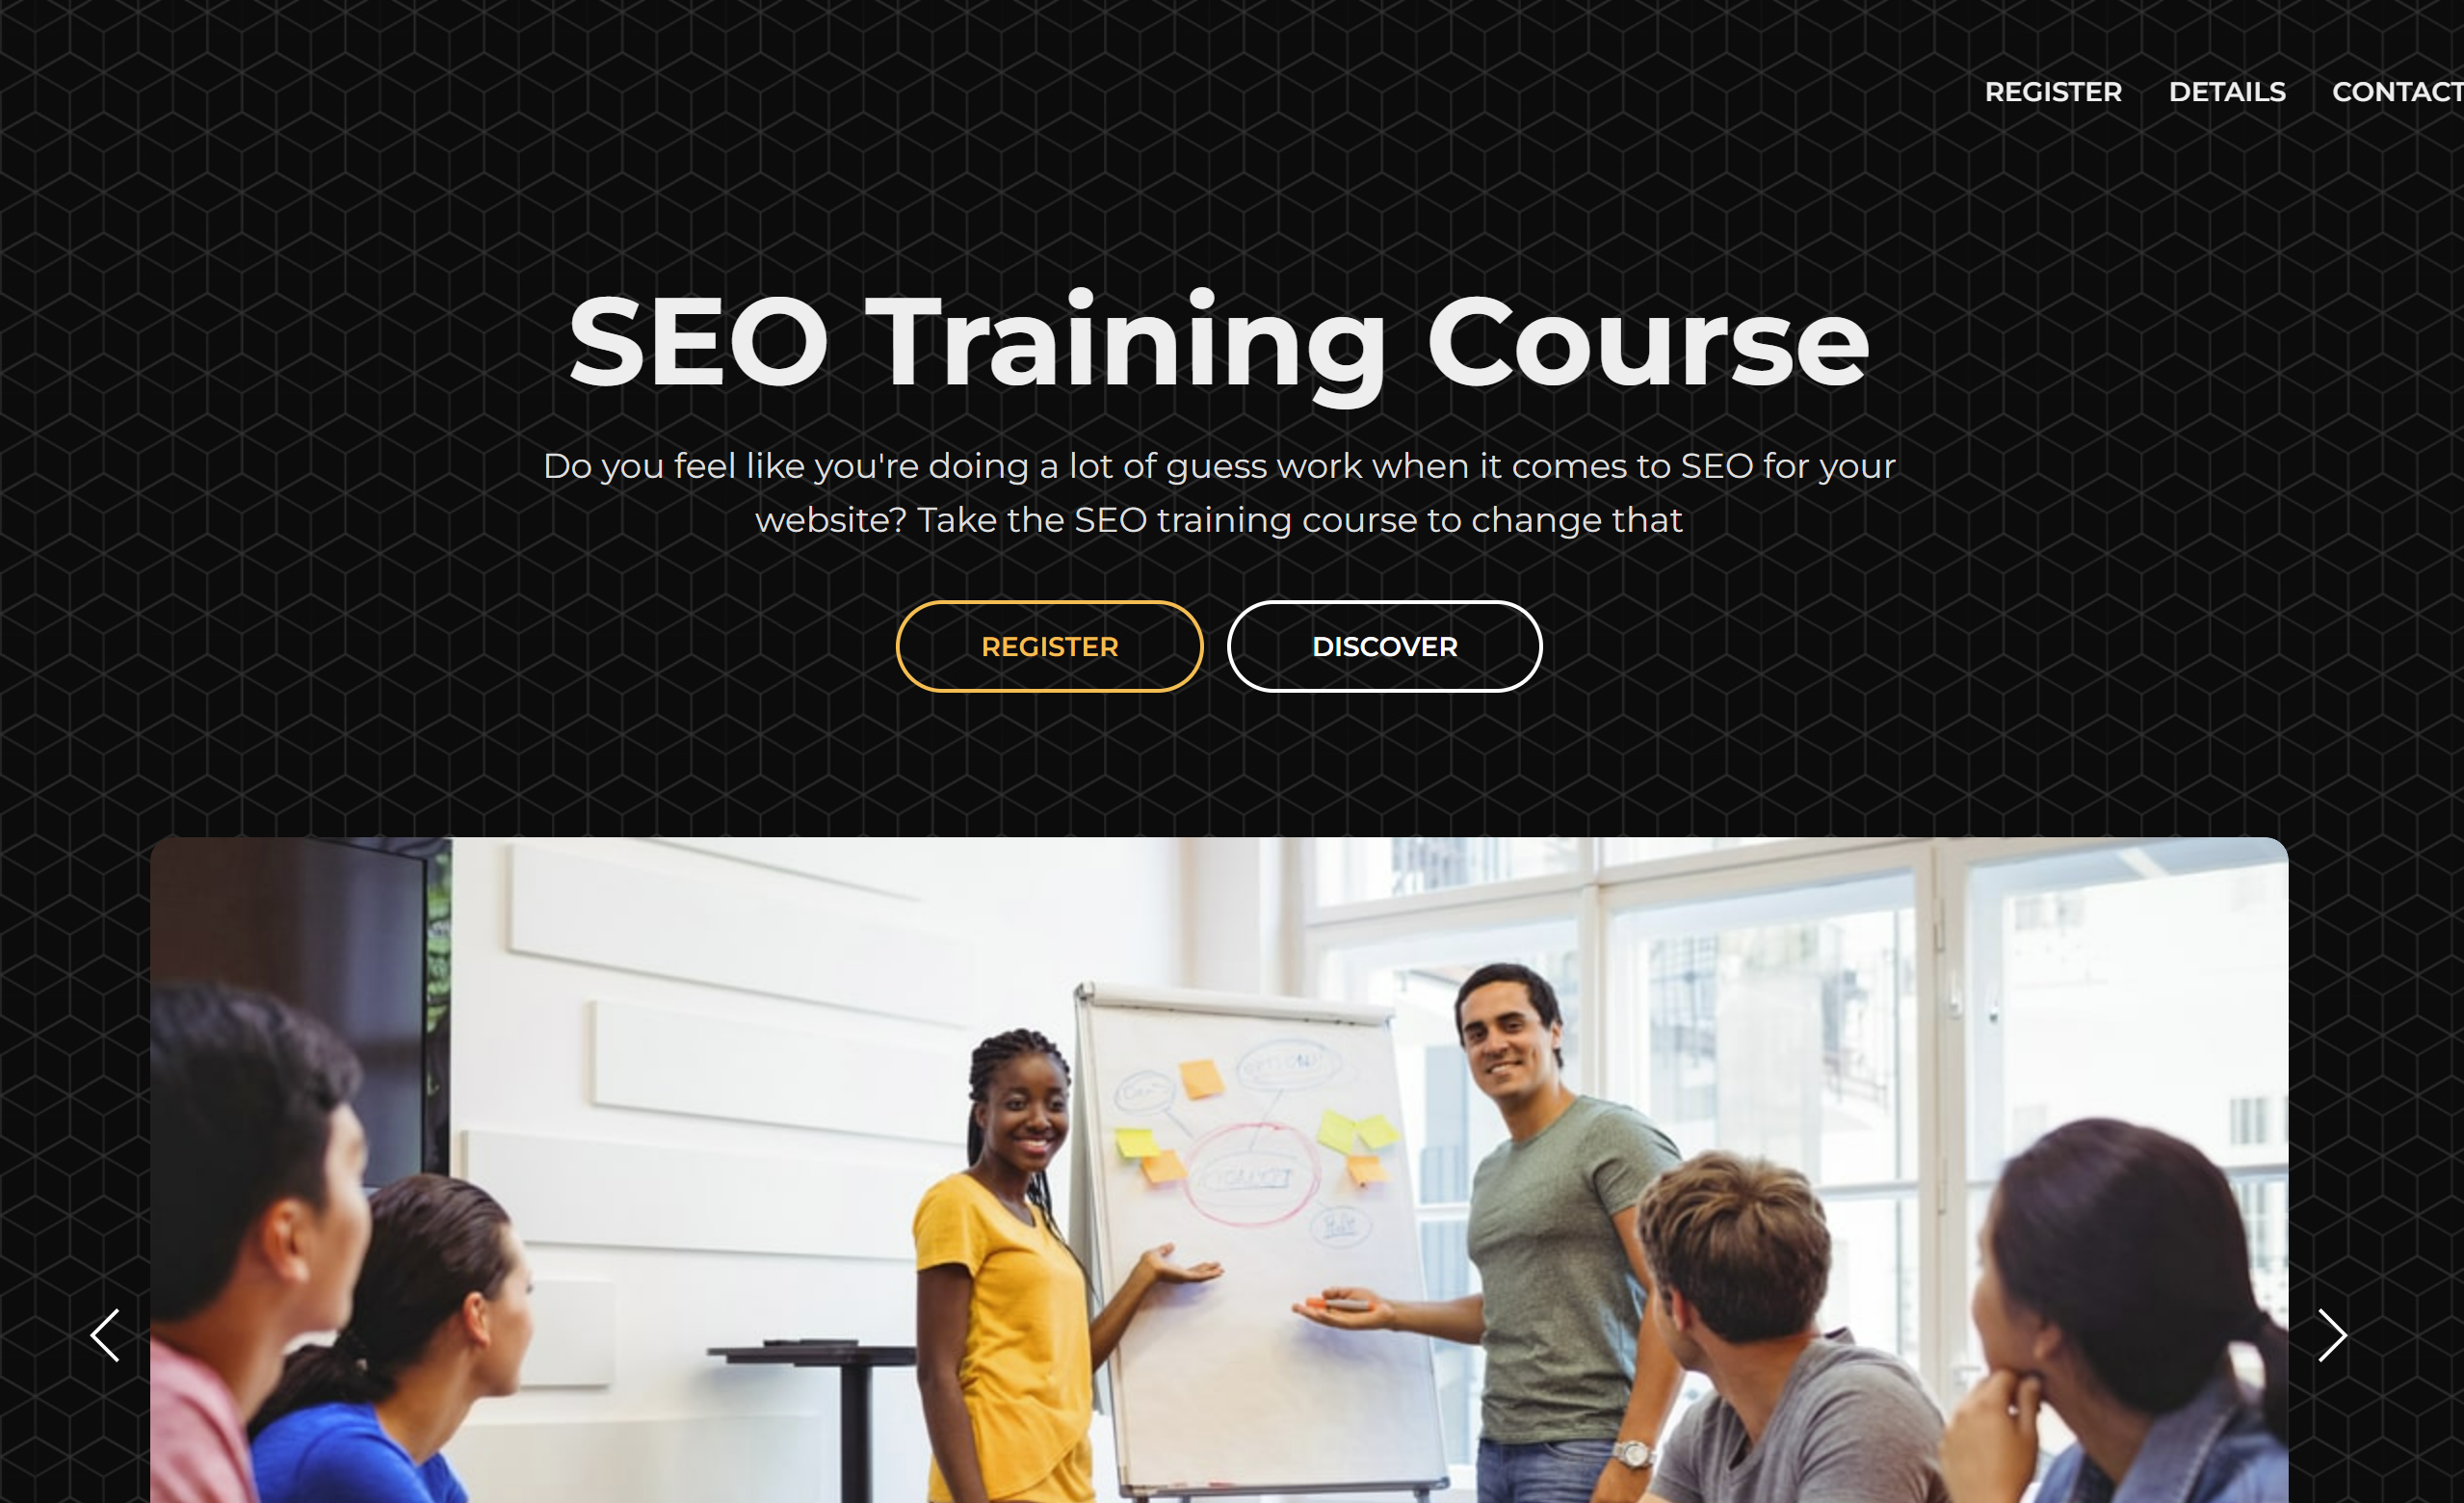 REGISTER DETAILS CONTACT
SEO Training Course
Do you feel like you're doing a lot of guess work when it comes to SEO for your
website? Take the SEO training course to change that
REGISTER DISCOVER